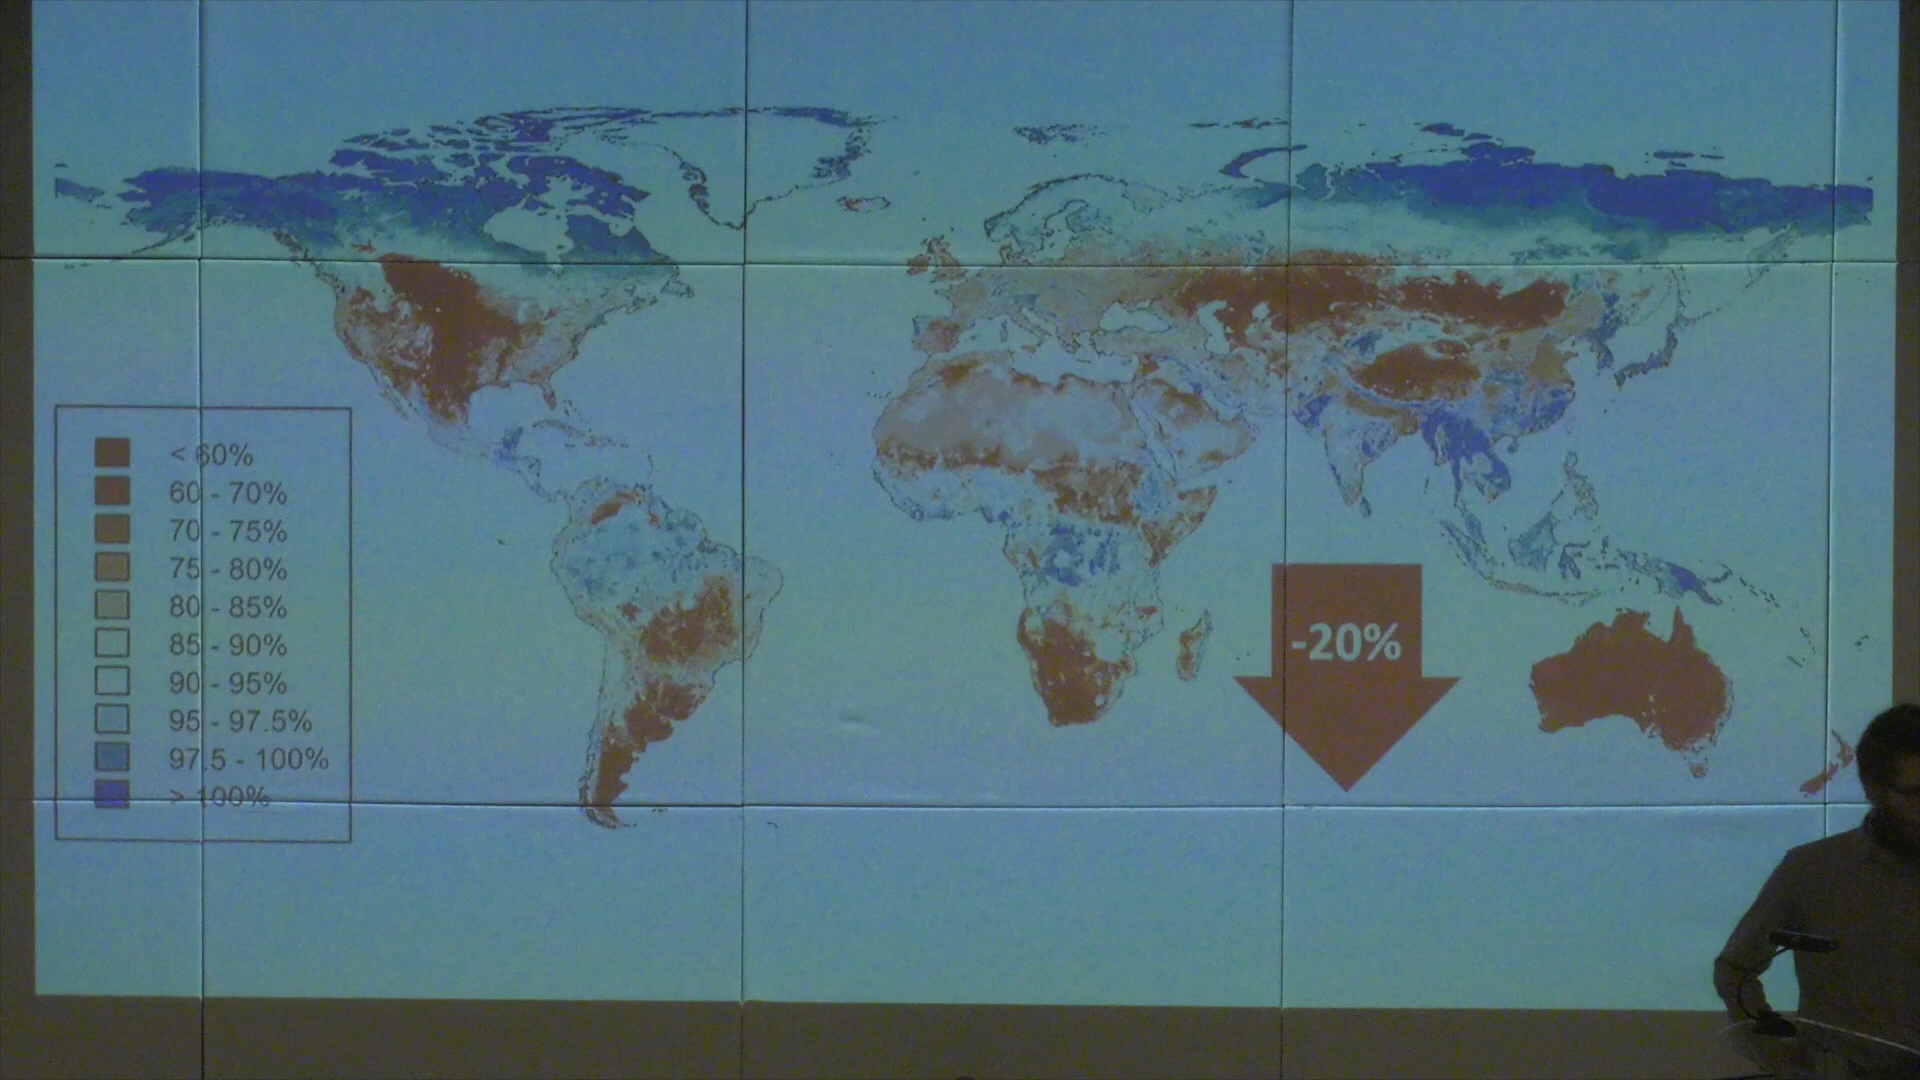 < 60%
60 - 70%
70 - 75%
75 - 80%
80 - 85%
85 - 90%
90 - 95%
95 - 97.5%
97.5 - 100%
> 100%
-20%